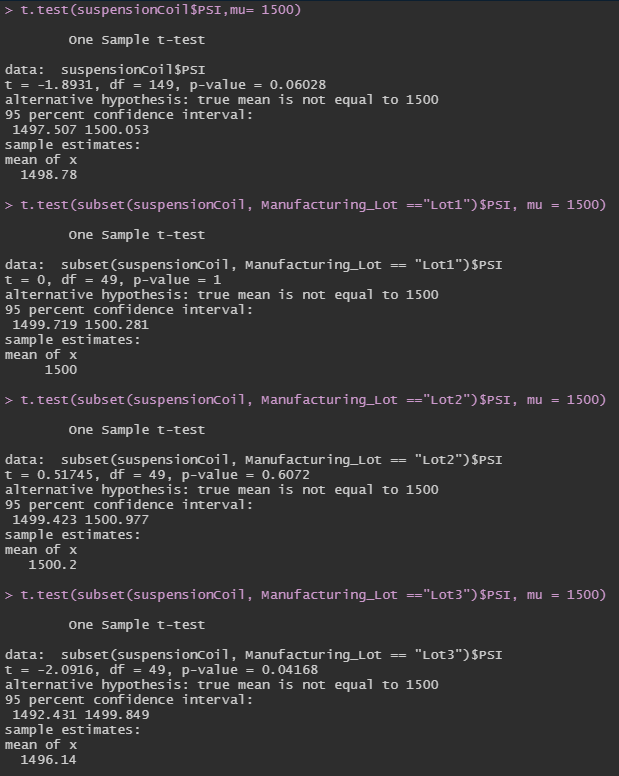 > t.test(suspensionCoil$PSI,mu= 1500)
One Sample t-test
data:  suspensionCoil$PSI
t = -1.8931, df = 149, p-value = 0.06028
alternative hypothesis: true mean is not equal to 1500
95 percent confidence interval:
1497.507 1500.053
sample estimates:
mean of x
1498.78
> t.test(subset(suspensionCoil, Manufacturing_Lot =="Lot1")$PSI, mu = 1500)
One Sample t-test
data:  subset(suspensionCoil, Manufacturing_Lot == "Lot1")$PSI
t = 0, df = 49, p-value = 1
alternative hypothesis: true mean is not equal to 1500
95 percent confidence interval:
1499.719 1500.281
sample estimates:
mean of x
1500
> t.test(subset(suspensionCoil, Manufacturing_Lot =="Lot2")$PSI, mu = 1500)
One Sample t-test
data:  subset(suspensionCoil, Manufacturing_Lot == "Lot2")$PSI
t = 0.51745, df = 49, p-value = 0.6072
alternative hypothesis: true mean is not equal to 1500
95 percent confidence interval:
1499.423 1500.977
sample estimates:
mean of x
1500.2
> t.test(subset(suspensionCoil, Manufacturing_Lot =="Lot3")$PSI, mu = 1500)
One Sample t-test
data:  subset(suspensionCoil, Manufacturing_Lot == "Lot3")$PSI
t = -2.0916, df = 49, p-value = 0.04168
alternative hypothesis: true mean is not equal to 1500
95 percent confidence interval:
1492.431 1499.849
sample estimates:
mean of x
1496.14